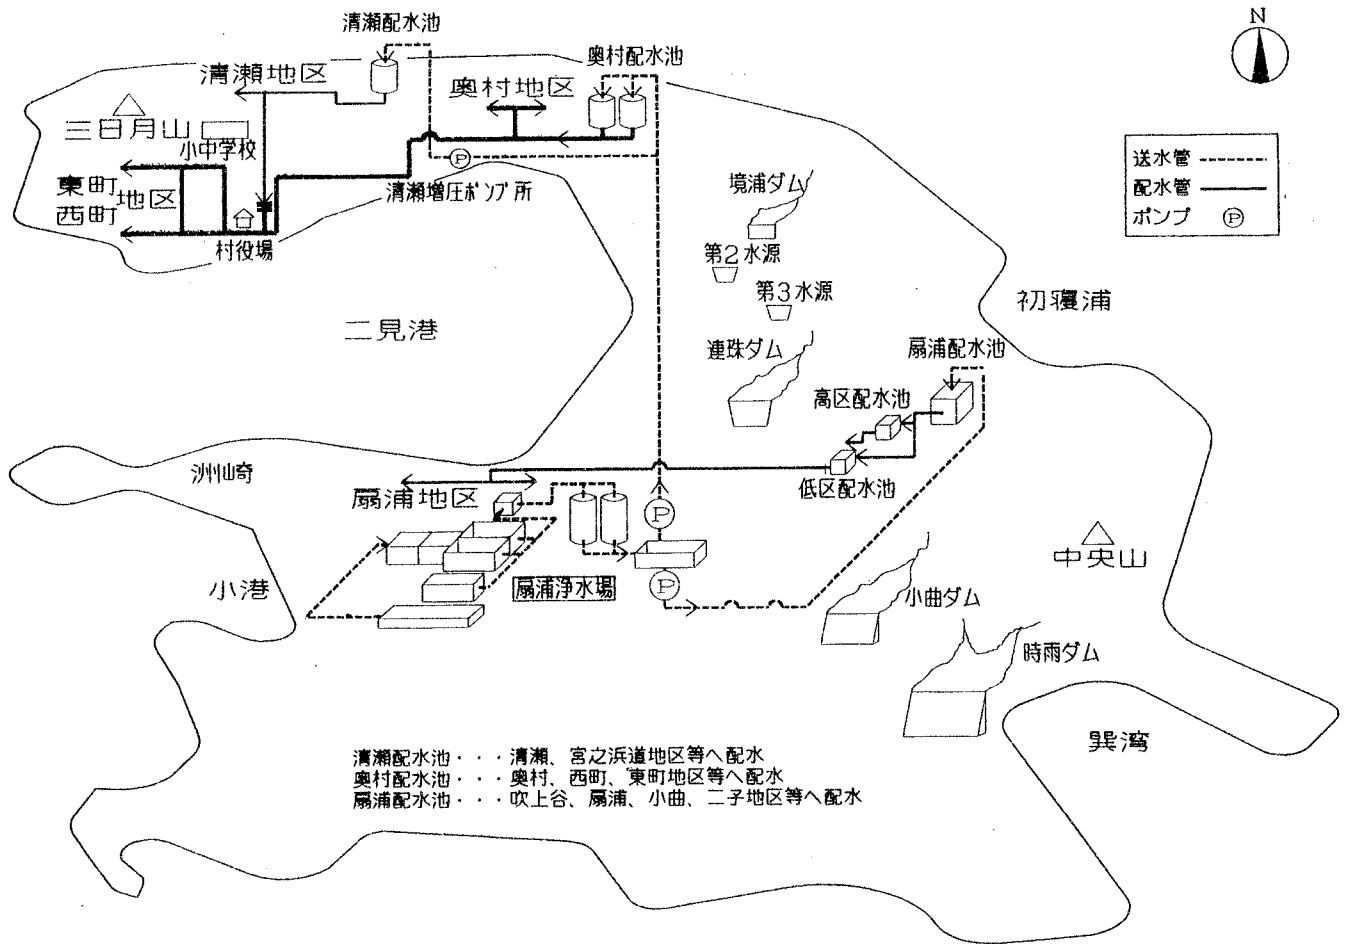 清瀬配水池
N
奥村配水池
清瀬地区
奥村地区
三日月山
小中学校
送水管
配水管
ポンプ Ⓟ
Ⓟ
東町
西町
地区
清瀬増圧ポンプ所
境浦ダム
村役場
第2水源
第3水源
初寝浦
二見港
連珠ダム
扇浦配水池
高区配水池
洲崎
扇浦地区
低区配水池
Ⓟ
中央山
小港
扇浦浄水場
Ⓟ
小曲ダム
時雨ダム
巽湾
清瀬配水池・・・清瀬、宮之浜道地区等へ配水
奥村配水池・・・奥村、西町、東町地区等へ配水
扇浦配水池・・・吹上谷、扇浦、小曲、二子地区等へ配水